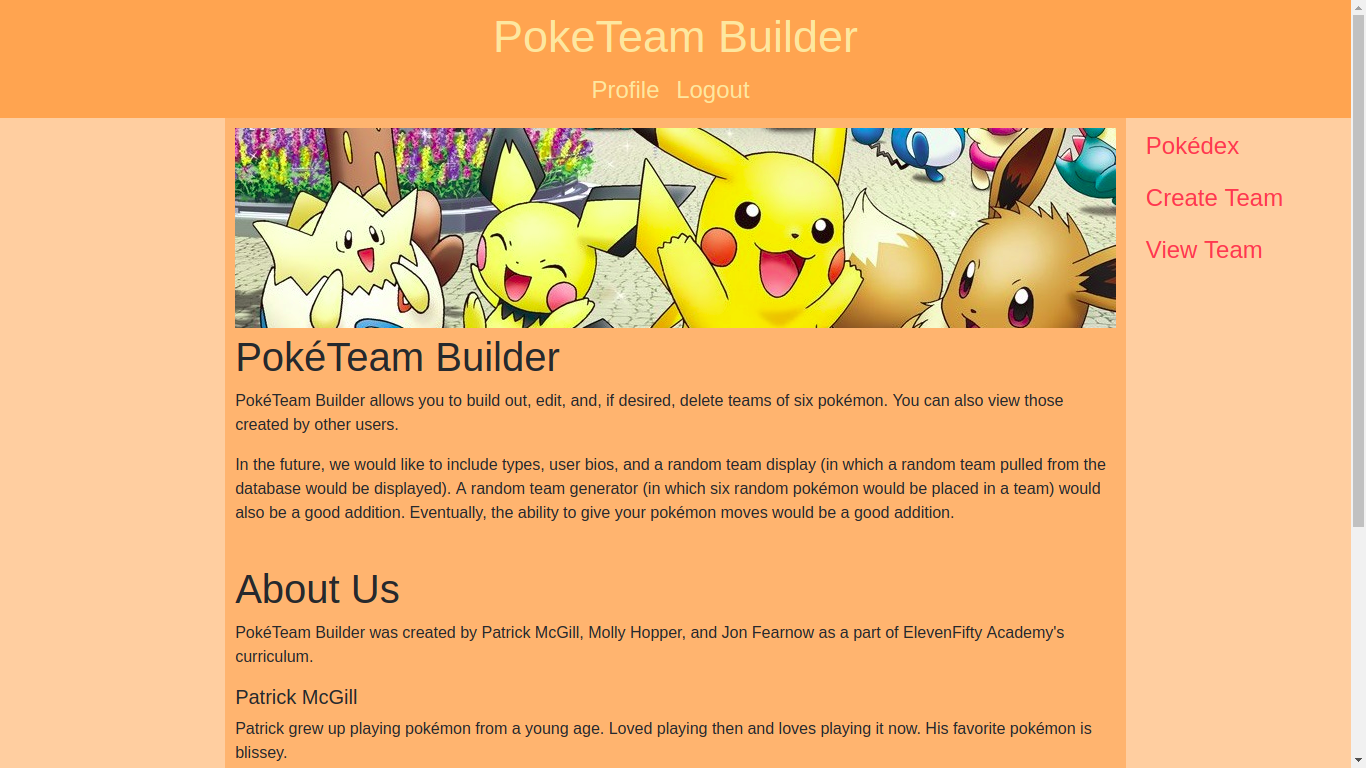 PokeTeam Builder
Profile Logout
Pokédex
Create Team
View Team
PokéTeam Builder
PokéTeam Builder allows you to build out, edit, and, if desired, delete teams of six pokémon. You can also view those
created by other users.
In the future, we would like to include types, user bios, and a random team display (in which a random team pulled from the
database would be displayed). A random team generator (in which six random pokémon would be placed in a team) would
also be a good addition. Eventually, the ability to give your pokémon moves would be a good addition.
About Us
PokéTeam Builder was created by Patrick McGill, Molly Hopper, and Jon Fearnow as a part of ElevenFifty Academy's
curriculum.
Patrick McGill
Patrick grew up playing pokémon from a young age. Loved playing then and loves playing it now. His favorite pokémon is
blissey.